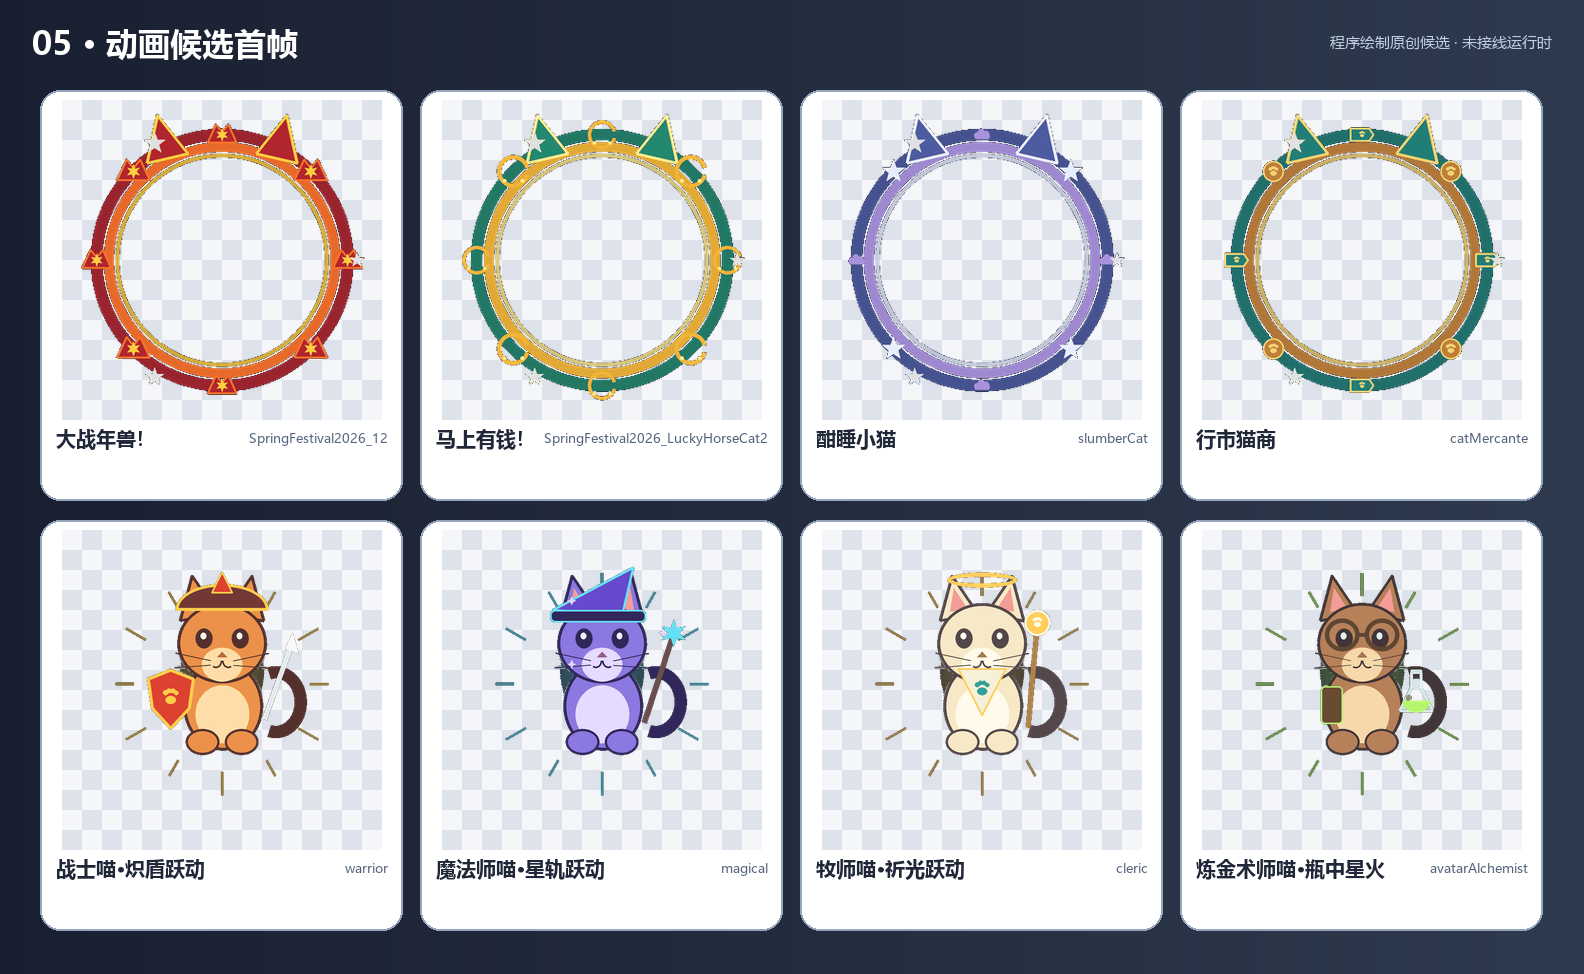 05 · 动画候选首帧
程序绘制原创候选 · 未接线运行时
大战年兽！ SpringFestival2026_12
马上有钱！ SpringFestival2026_LuckyHorseCat2
酣睡小猫 slumberCat
行市猫商 catMercante
战士喵·炽盾跃动 warrior
魔法师喵·星轨跃动 magical
牧师喵·祈光跃动 cleric
炼金术师喵·瓶中星火 avatarAlchemist